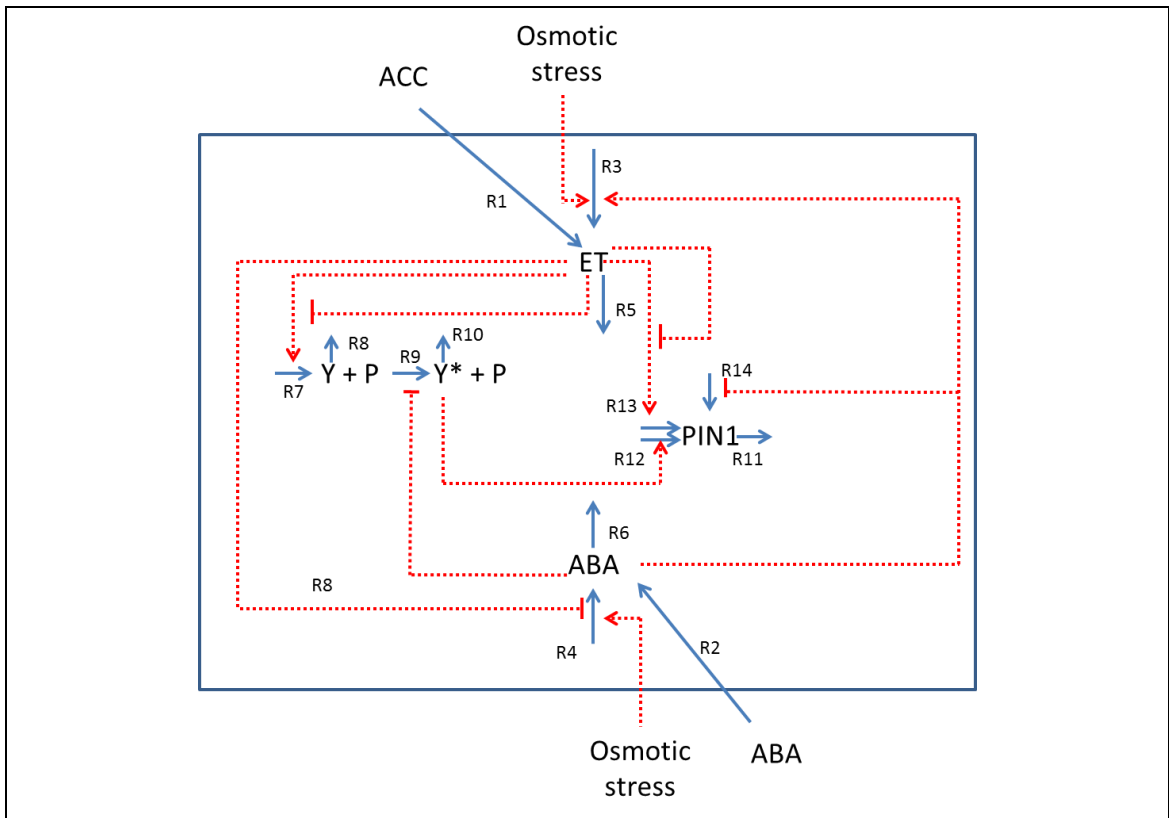 Osmotic
stress
ACC
R3
R1
ET
R5
R8
R10
R9
R14
Y + P
Y* + P
R7
R13
PIN1
R12
R11
R6
ABA
R8
R4
R2
Osmotic
stress
ABA